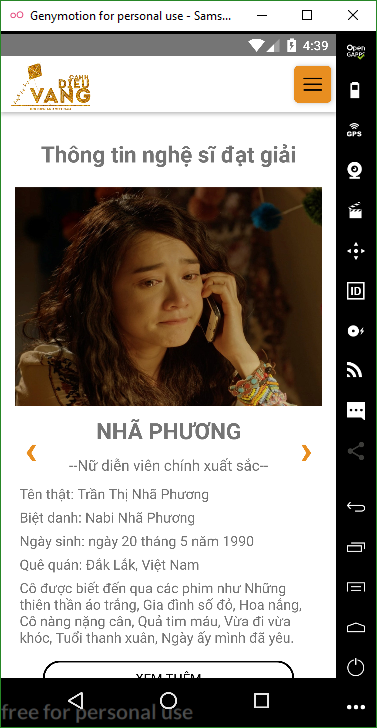 Genymotion for personal use - Sams...
4:39
Open
GAPPS
CÁNH
DIỀU
VÀNG
GPS
ID
Thông tin nghệ sĩ đạt giải
NHÃ PHƯƠNG
--Nữ diễn viên chính xuất sắc--
Tên thật: Trần Thị Nhã Phương
Biệt danh: Nabi Nhã Phương
Ngày sinh: ngày 20 tháng 5 năm 1990
Quê quán: Đắk Lắk, Việt Nam
Cô được biết đến qua các phim như Những
thiên thần áo trắng, Gia đình số đỏ, Hoa nắng,
Cô nàng nặng cân, Quả tim máu, Vừa đi vừa
khóc, Tuổi thanh xuân, Ngày ấy mình đã yêu.
XEM THÊM
free for personal use